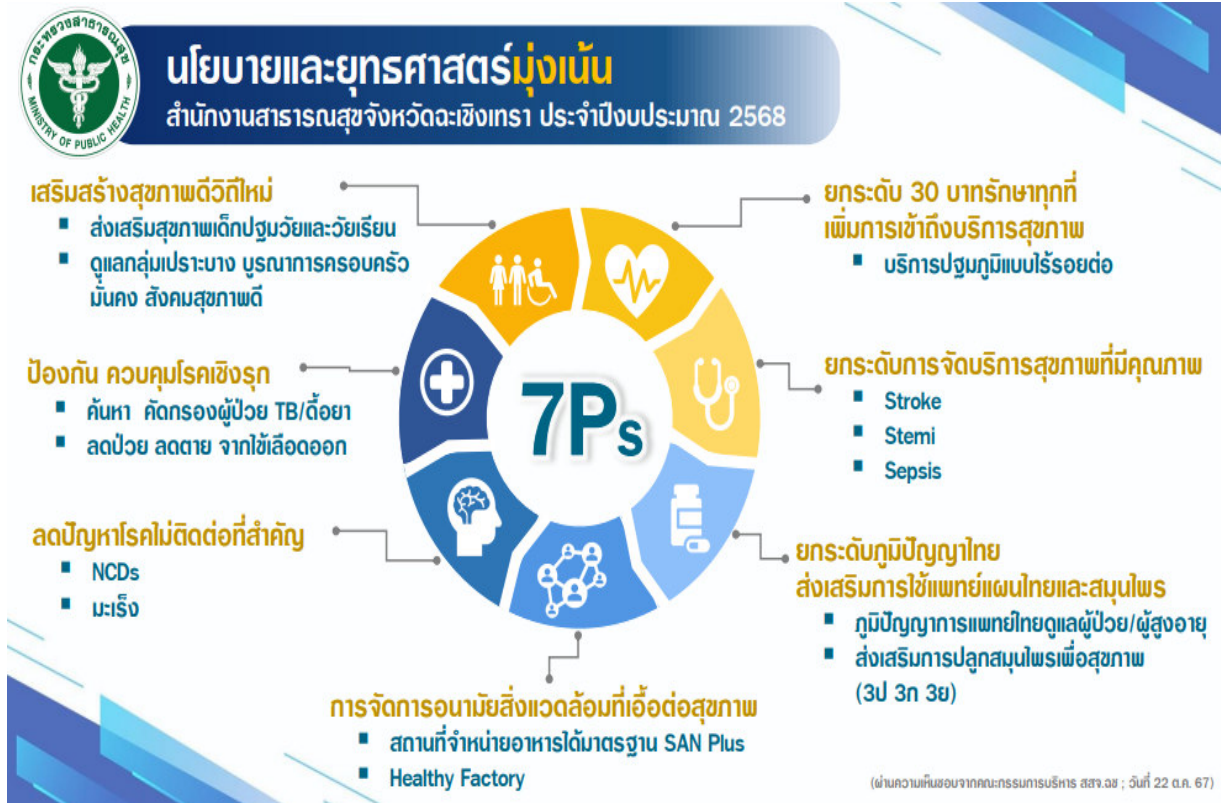 กระทรวงสาธารณสุข
MINISTRY OF PUBLIC HEALTH
นโยบายและยุทธศาสตร์มุ่งเน้น
สำนักงานสาธารณสุขจังหวัดฉะเชิงเทรา ประจำปีงบประมาณ 2568
เสริมสร้างสุขภาพดีวิถีใหม่
▪ ส่งเสริมสุขภาพเด็กปฐมวัยและวัยเรียน
▪ ดูแลกลุ่มเปราะบาง บูรณาการครอบครัว
มั่นคง สังคมสุขภาพดี
ป้องกัน ควบคุมโรคเชิงรุก
▪ ค้นหา คัดกรองผู้ป่วย TB/ดื้อยา
▪ ลดป่วย ลดตาย จากไข้เลือดออก
ลดปัญหาโรคไม่ติดต่อที่สำคัญ
▪ NCDs
▪ มะเร็ง
7Ps
การจัดการอนามัยสิ่งแวดล้อมที่เอื้อต่อสุขภาพ
▪ สถานที่จำหน่ายอาหารได้มาตรฐาน SAN Plus
▪ Healthy Factory
ยกระดับ 30 บาทรักษาทุกที่
เพิ่มการเข้าถึงบริการสุขภาพ
▪ บริการปฐมภูมิแบบไร้รอยต่อ
ยกระดับการจัดบริการสุขภาพที่มีคุณภาพ
▪ Stroke
▪ Stemi
▪ Sepsis
ยกระดับภูมิปัญญาไทย
ส่งเสริมการใช้แพทย์แผนไทยและสมุนไพร
▪ ภูมิปัญญาการแพทย์ไทยดูแลผู้ป่วย/ผู้สูงอายุ
▪ ส่งเสริมการปลูกสมุนไพรเพื่อสุขภาพ
(3ป 3ก 3ย)
(ผ่านความเห็นชอบจากคณะกรรมการบริหาร สสจ.ฉช ; วันที่ 22 ต.ค. 67)